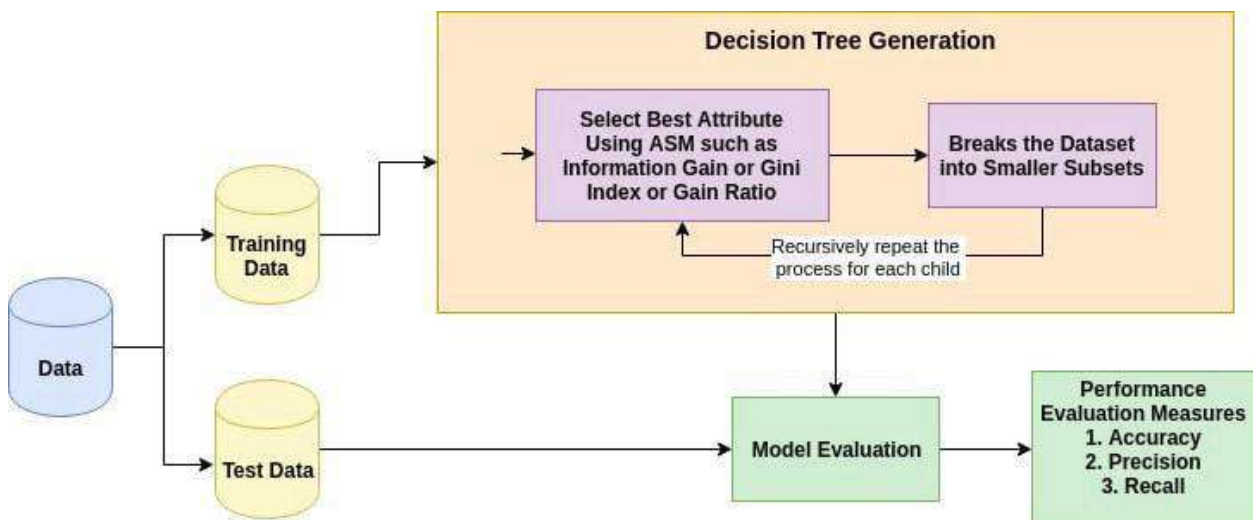 Decision Tree Generation
Select Best Attribute
Using ASM such as
Information Gain or Gini
Index or Gain Ratio
Breaks the Dataset
into Smaller Subsets
Recursively repeat the
process for each child
Training
Data
Data
Test Data
Model Evaluation
Performance
Evaluation Measures
1. Accuracy
2. Precision
3. Recall